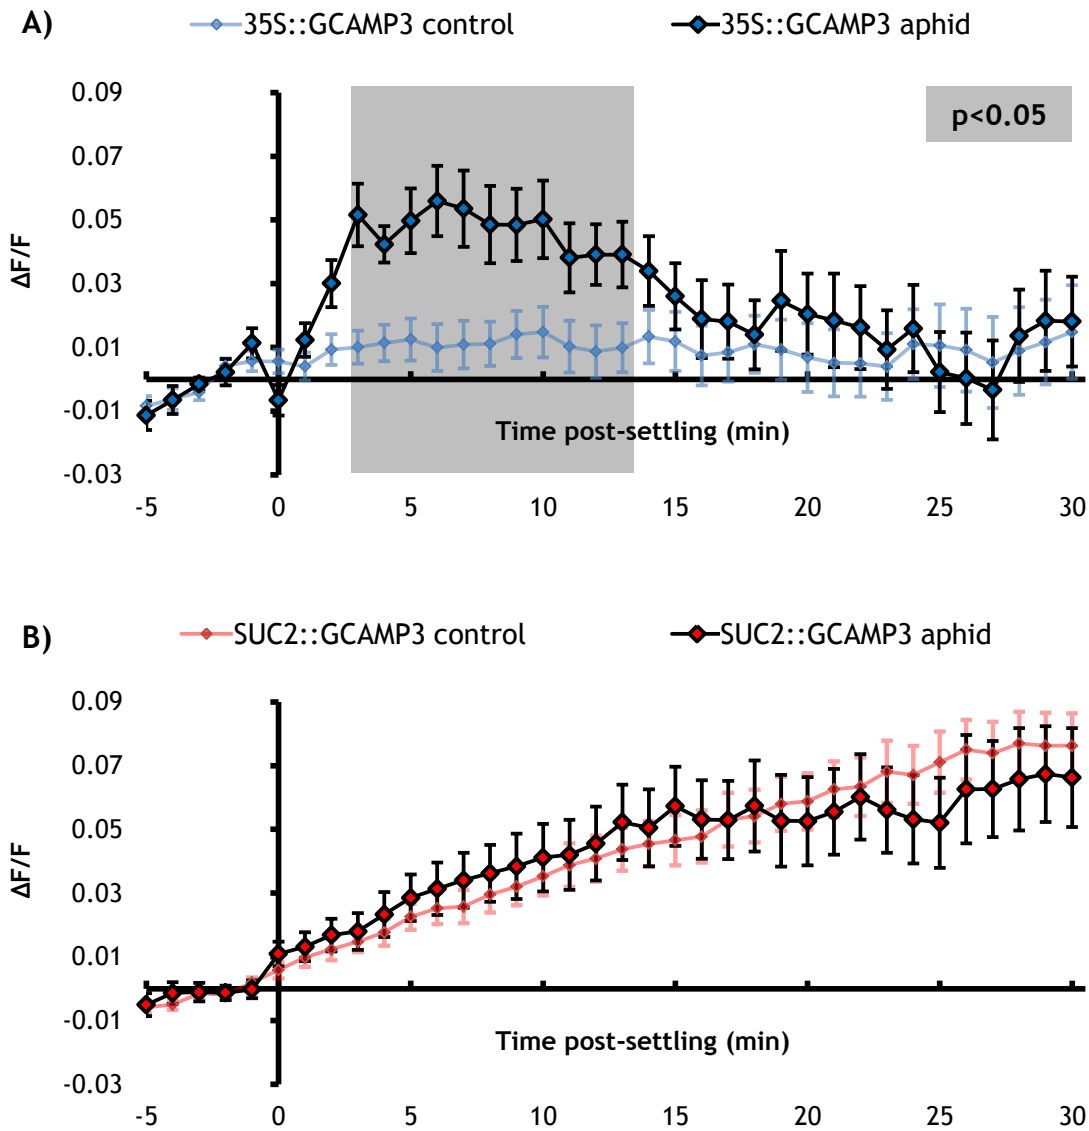 A)
35S::GCAMP3 control
35S::GCAMP3 aphid
0.09
0.07
0.05
0.03
0.01
-0.01
-0.03
ΔF/F
p<0.05
Time post-settling (min)
-5 0 5 10 15 20 25 30
B)
SUC2::GCAMP3 control
SUC2::GCAMP3 aphid
0.09
0.07
0.05
0.03
0.01
-0.01
-0.03
ΔF/F
Time post-settling (min)
-5 0 5 10 15 20 25 30